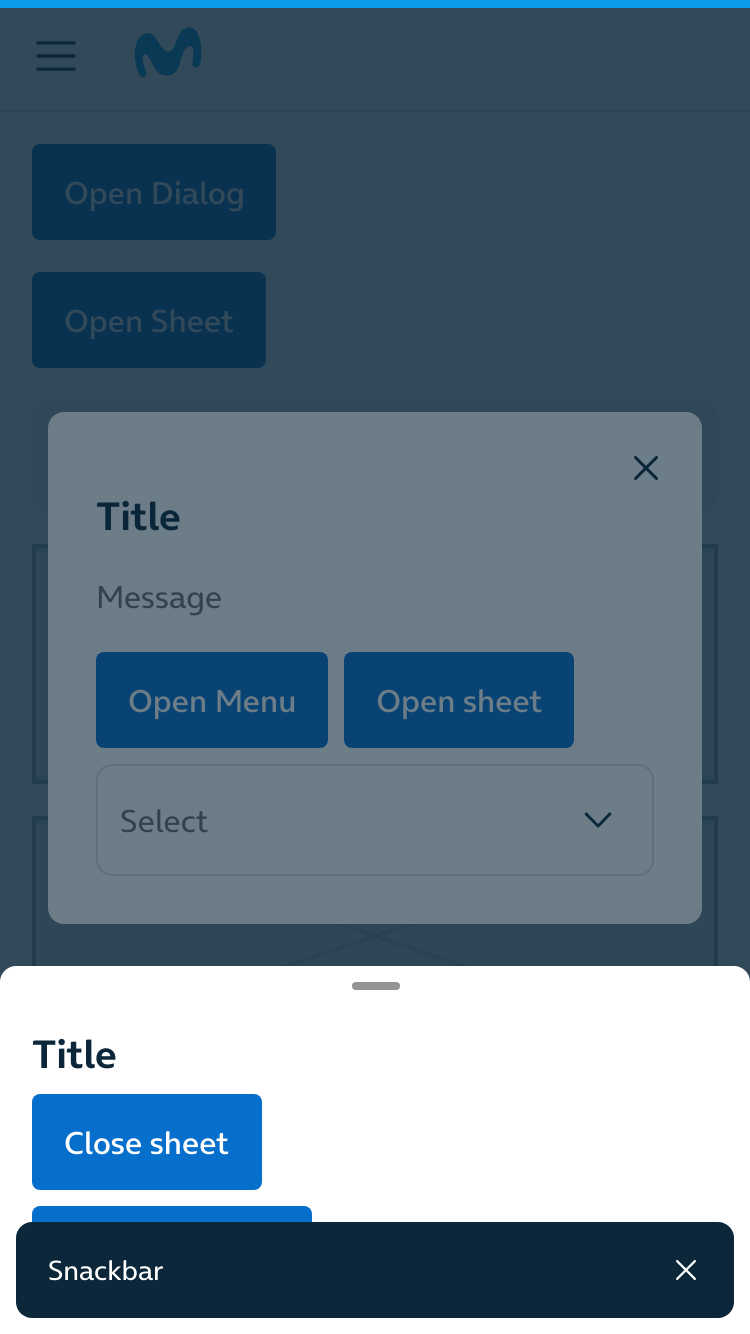 Open Dialog
Open Sheet
Title
Message
Open Menu Open sheet
Select
Title
Close sheet
Snackbar